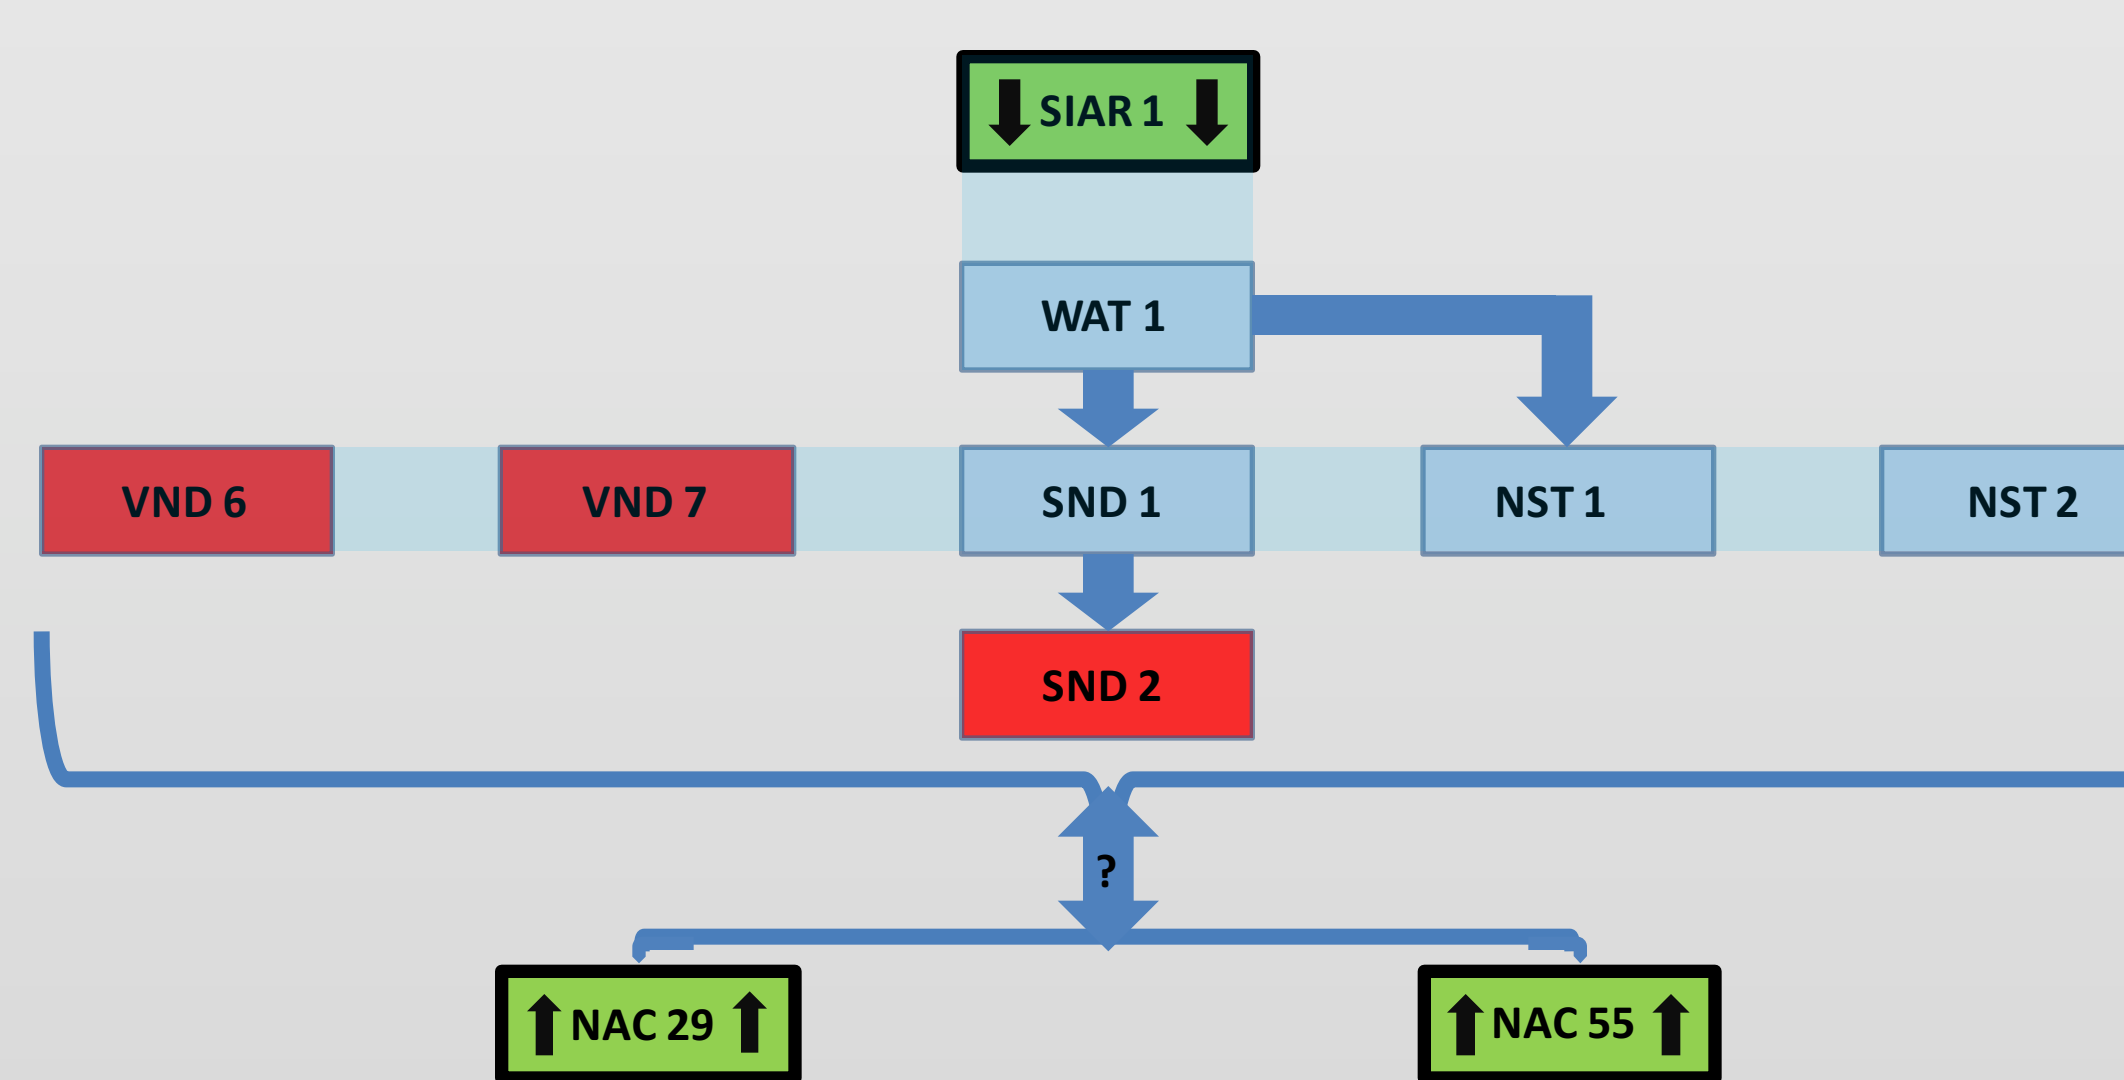 SIAR 1
WAT 1
VND 6
VND 7
SND 1
NST 1
NST 2
SND 2
?
NAC 29
NAC 55